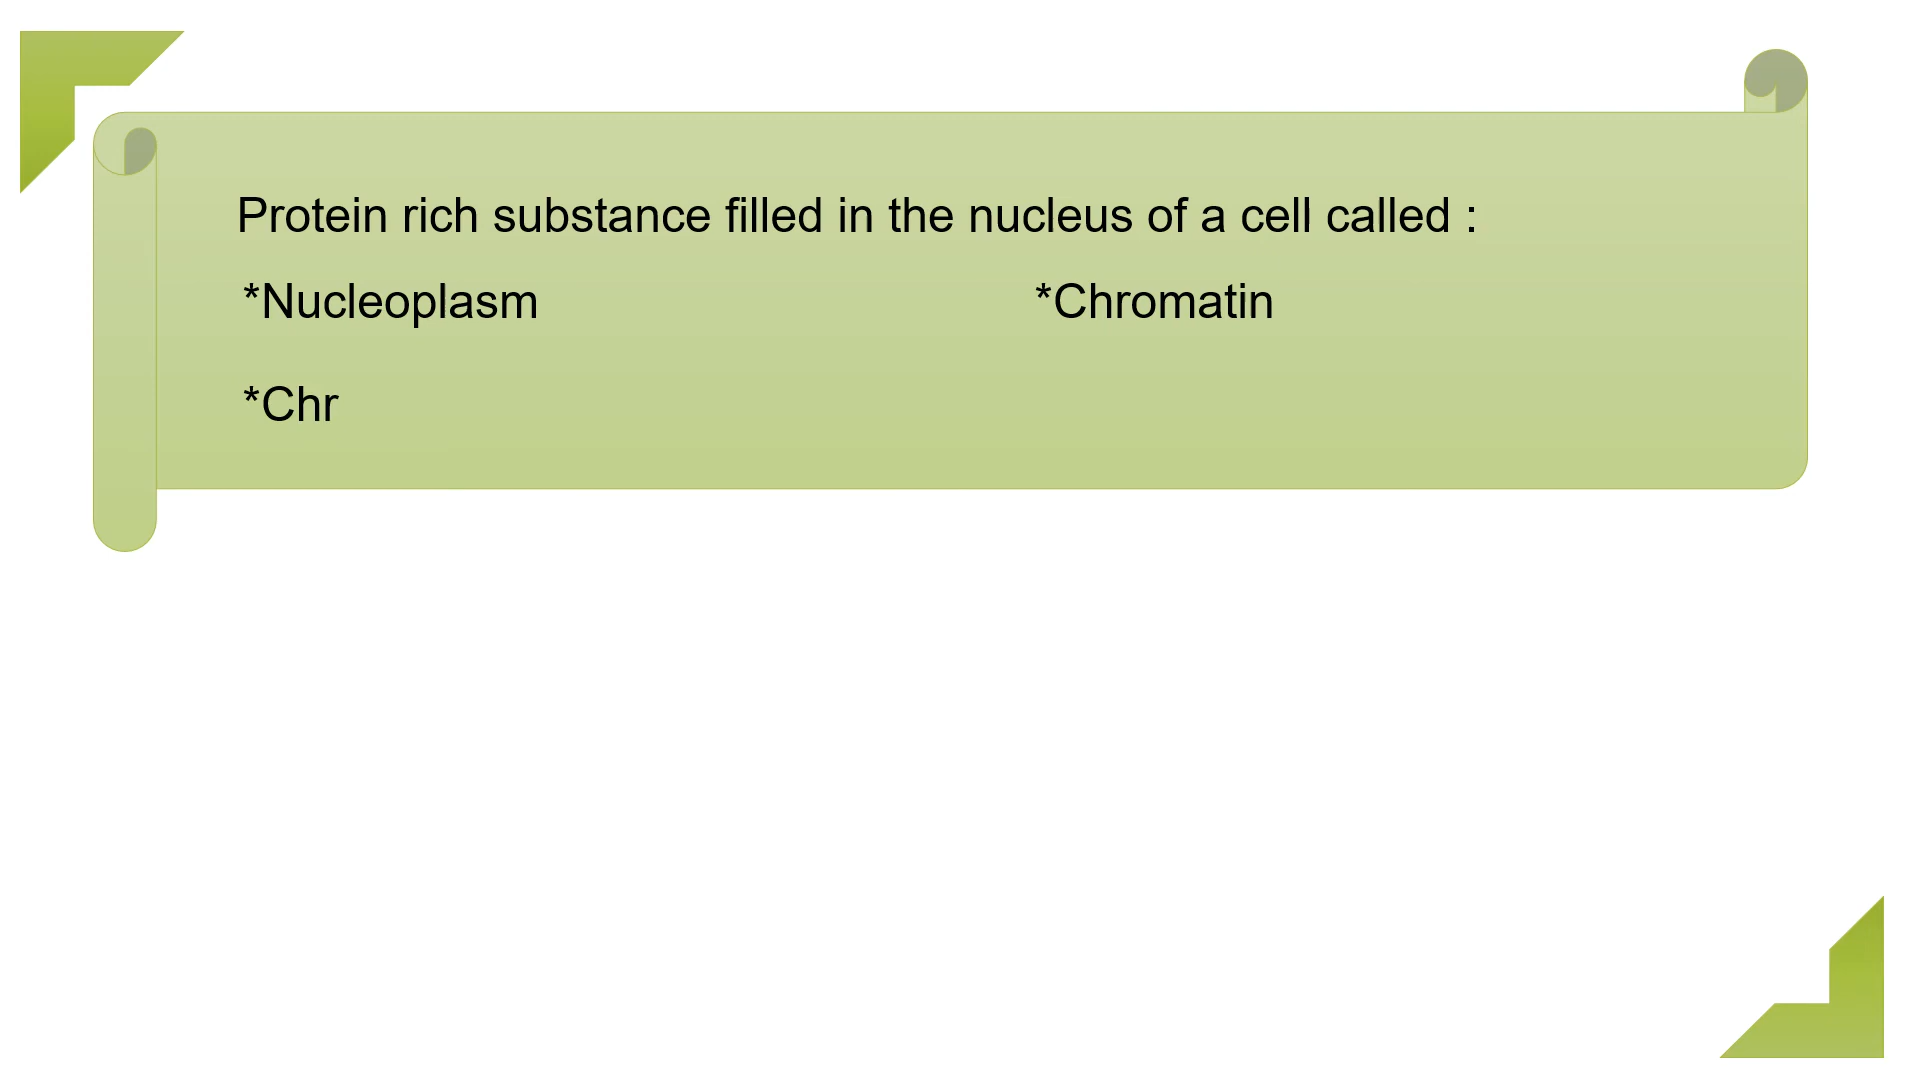 Protein rich substance filled in the nucleus of a cell called :
*Nucleoplasm *Chromatin
*Chr